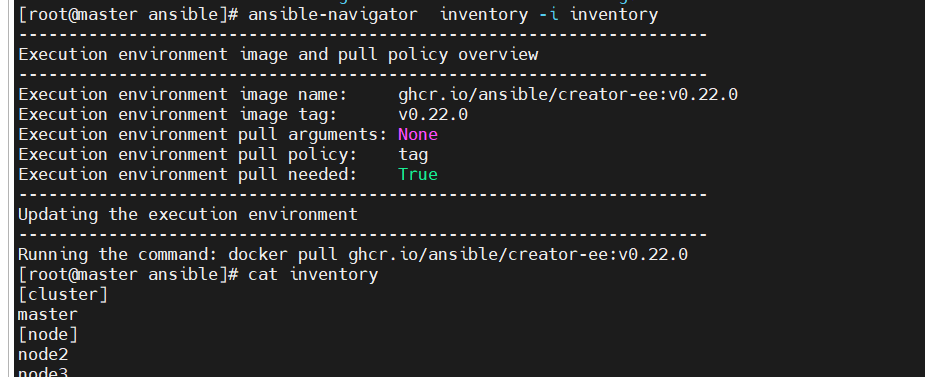 [root@master ansible]# ansible-navigator  inventory -i inventory
---------------------------------------------------------------------
Execution environment image and pull policy overview
---------------------------------------------------------------------
Execution environment image name:     ghcr.io/ansible/creator-ee:v0.22.0
Execution environment image tag:      v0.22.0
Execution environment pull arguments: None
Execution environment pull policy:    tag
Execution environment pull needed:    True
---------------------------------------------------------------------
Updating the execution environment
---------------------------------------------------------------------
Running the command: docker pull ghcr.io/ansible/creator-ee:v0.22.0
[root@master ansible]# cat inventory
[cluster]
master
[node]
node2
node3